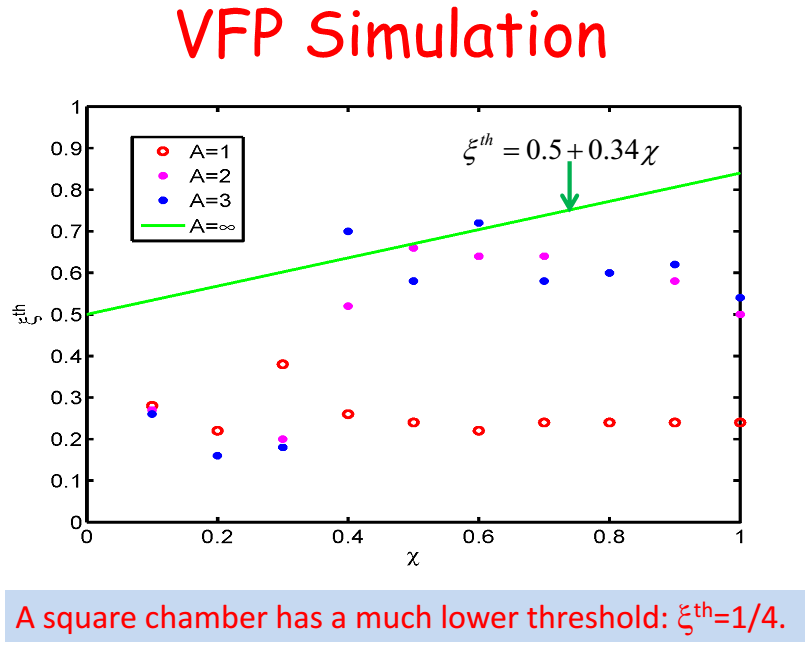 VFP Simulation
1
0.9
0.8
0.7
0.6
0.5
0.4
0.3
0.2
0.1
0
ξth
A=1
A=2
A=3
A=∞
ξth = 0.5 + 0.34 χ
0 0.2 0.4 0.6 0.8 1
χ
A square chamber has a much lower threshold: ξth=1/4.